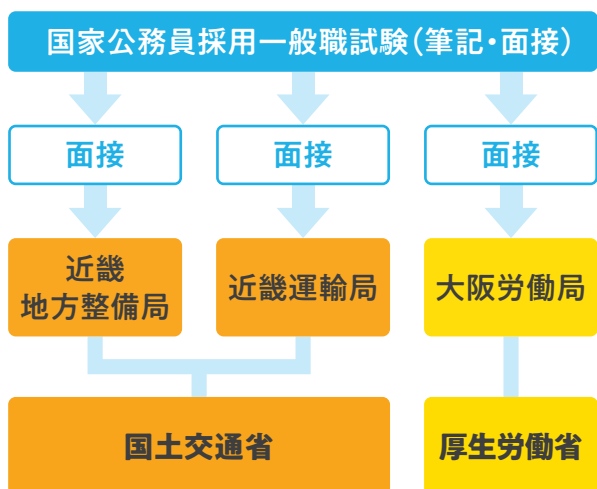 国家公務員採用一般職試験（筆記・面接）
面接
面接
面接
近畿
地方整備局
近畿運輸局
大阪労働局
国土交通省
厚生労働省